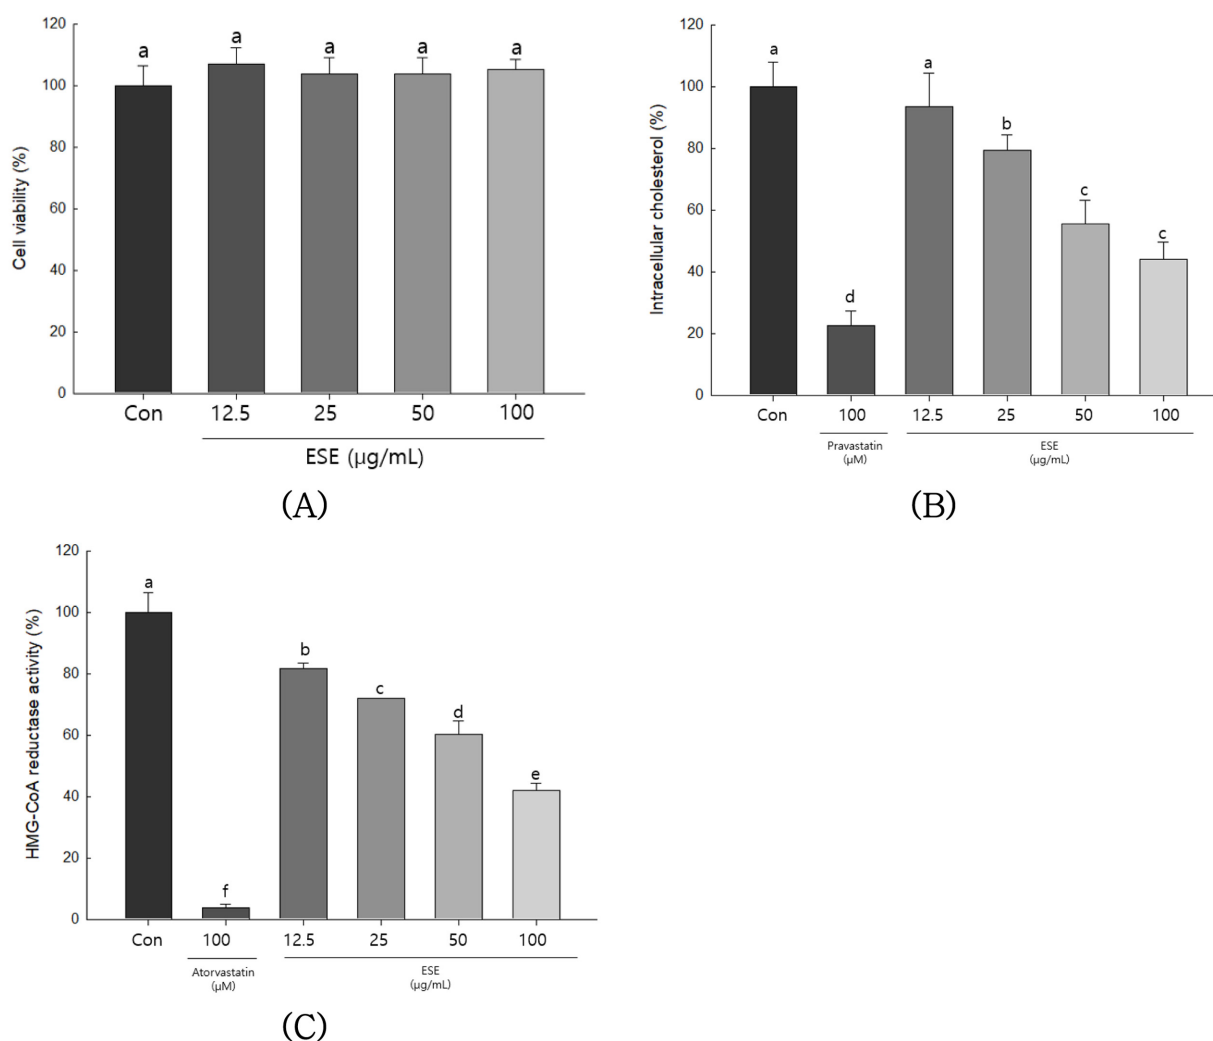 120
100
80
60
40
20
0
Cell viability (%)
a a a a a
Con 12.5 25 50 100
ESE (µg/mL)
(A)
120
100
80
60
40
20
0
Intracellular cholesterol (%)
a d a b c c
Con 100 12.5 25 50 100
Pravastatin
(µM)
ESE
(µg/mL)
(B)
120
100
80
60
40
20
0
HMG-CoA reductase activity (%)
a f b c d e
Con 100 12.5 25 50 100
Atorvastatin
(µM)
ESE
(µg/mL)
(C)